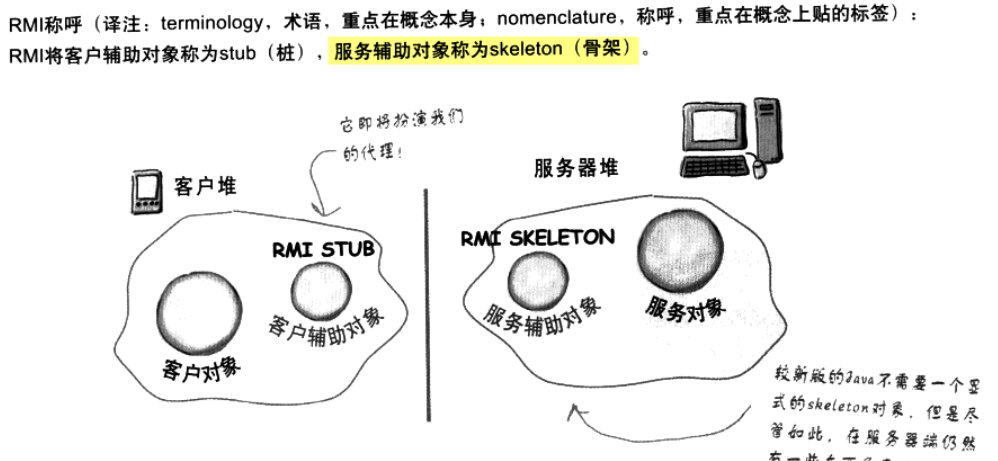 RMI称呼（译注：terminology，术语，重点在概念本身；nomenclature，称呼，重点在概念上贴的标签）：
RMI将客户辅助对象称为stub（桩），服务辅助对象称为skeleton（骨架）。
它即将扮演我们
的代理！
客户堆
服务器堆
RMI STUB
客户辅助对象
客户对象
RMI SKELETON
服务辅助对象
服务对象
较新版的Java不需要一个显
式的skeleton对象，但是尽
管如此，在服务器端仍然
有一些